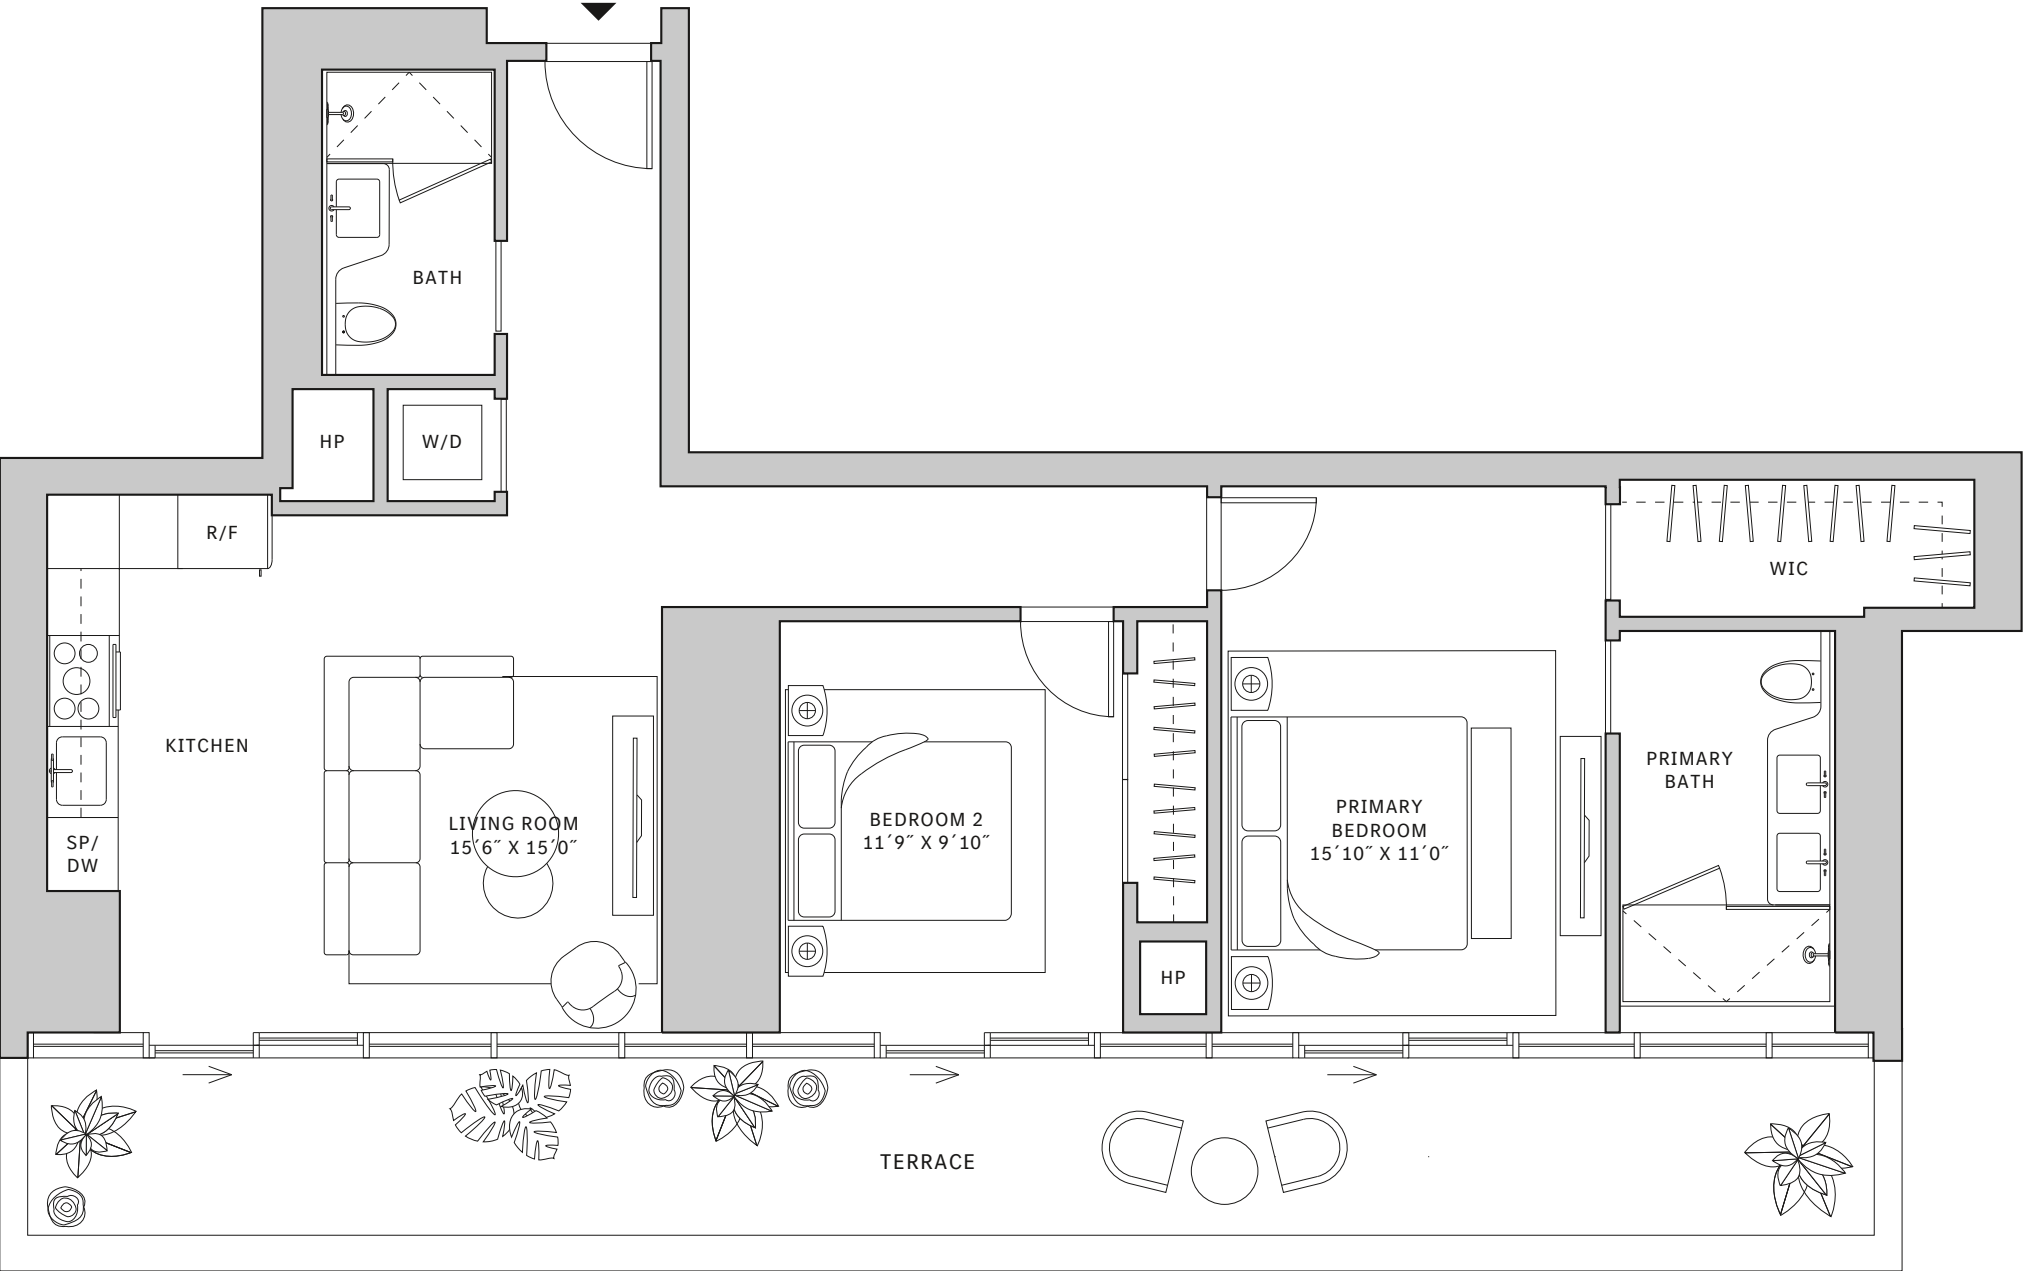 BATH
HP
W/D
R/F
WIC
KITCHEN
LIVING ROOM
15´6˝ X 15´0˝
SP/
DW
BEDROOM 2
11´9˝ X 9´10˝
HP
PRIMARY
BEDROOM
15´10˝ X 11´0˝
PRIMARY
BATH
TERRACE